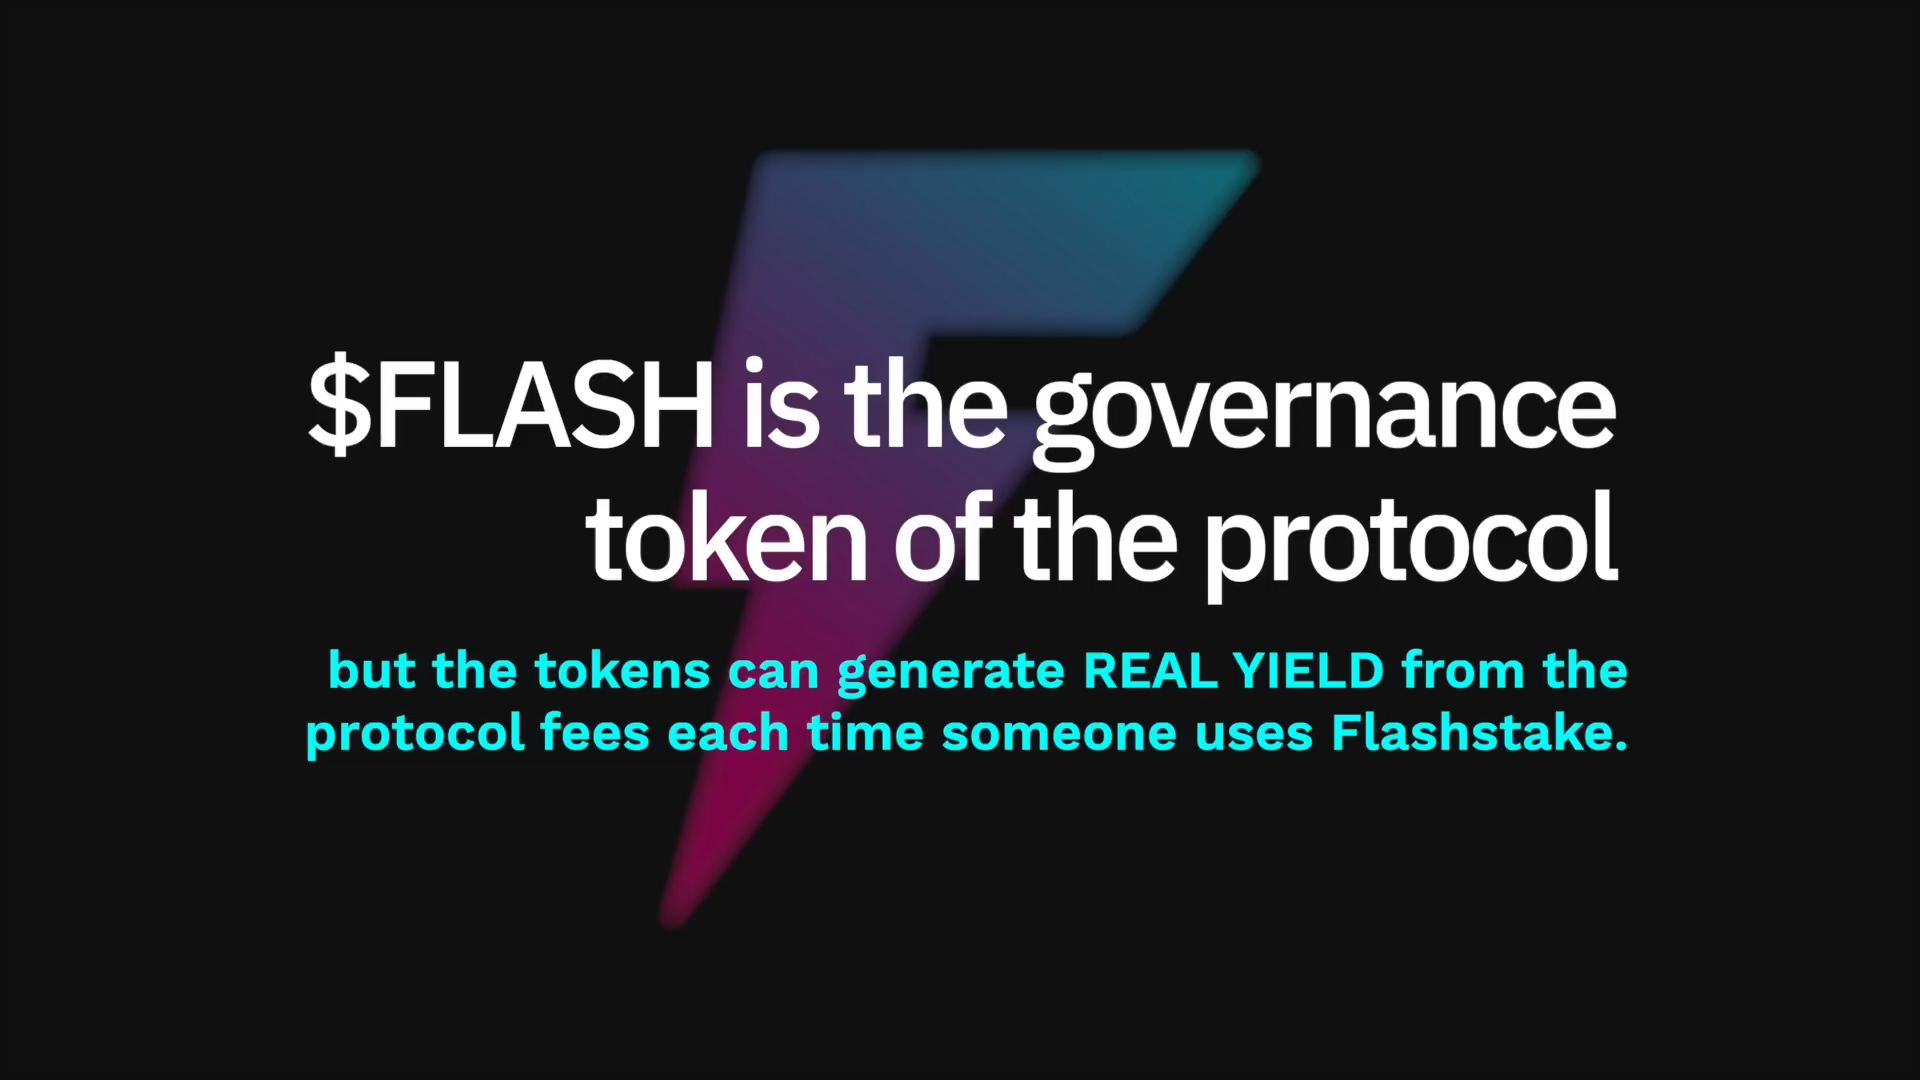 $FLASH is the governance
token of the protocol
but the tokens can generate REAL YIELD from the
protocol fees each time someone uses Flashstake.